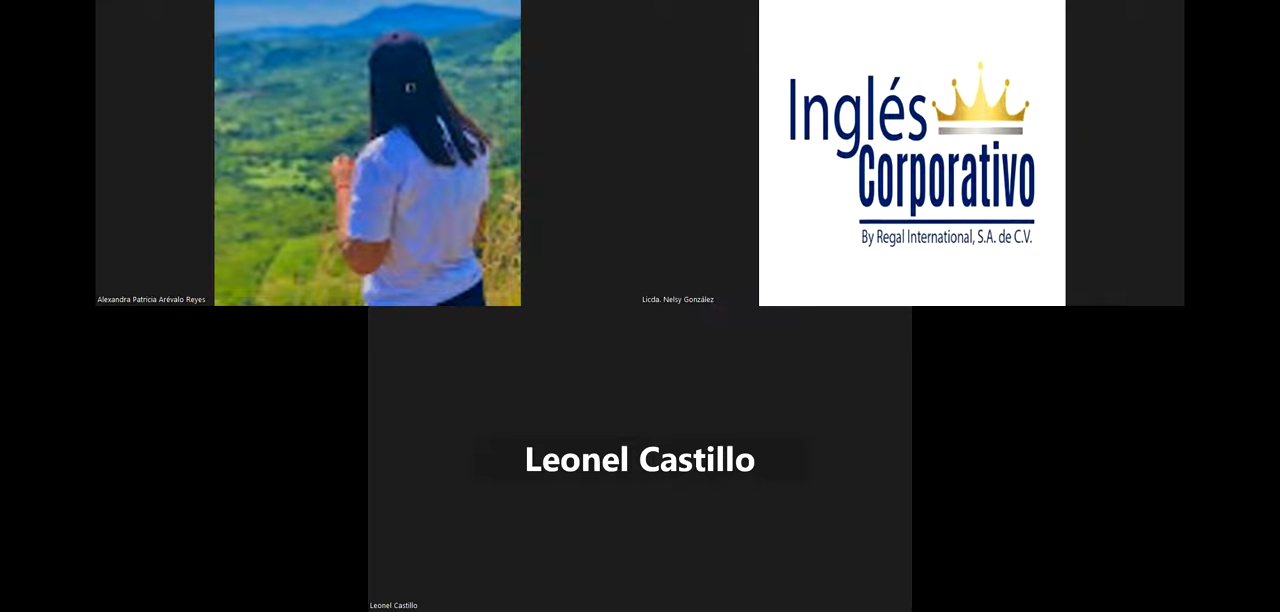 Inglés
Corporativo
By Regal International, S.A. de C.V.
Alexandra Patricia Arévalo Reyes
Licda. Nelsy González
Leonel Castillo
Leonel Castillo